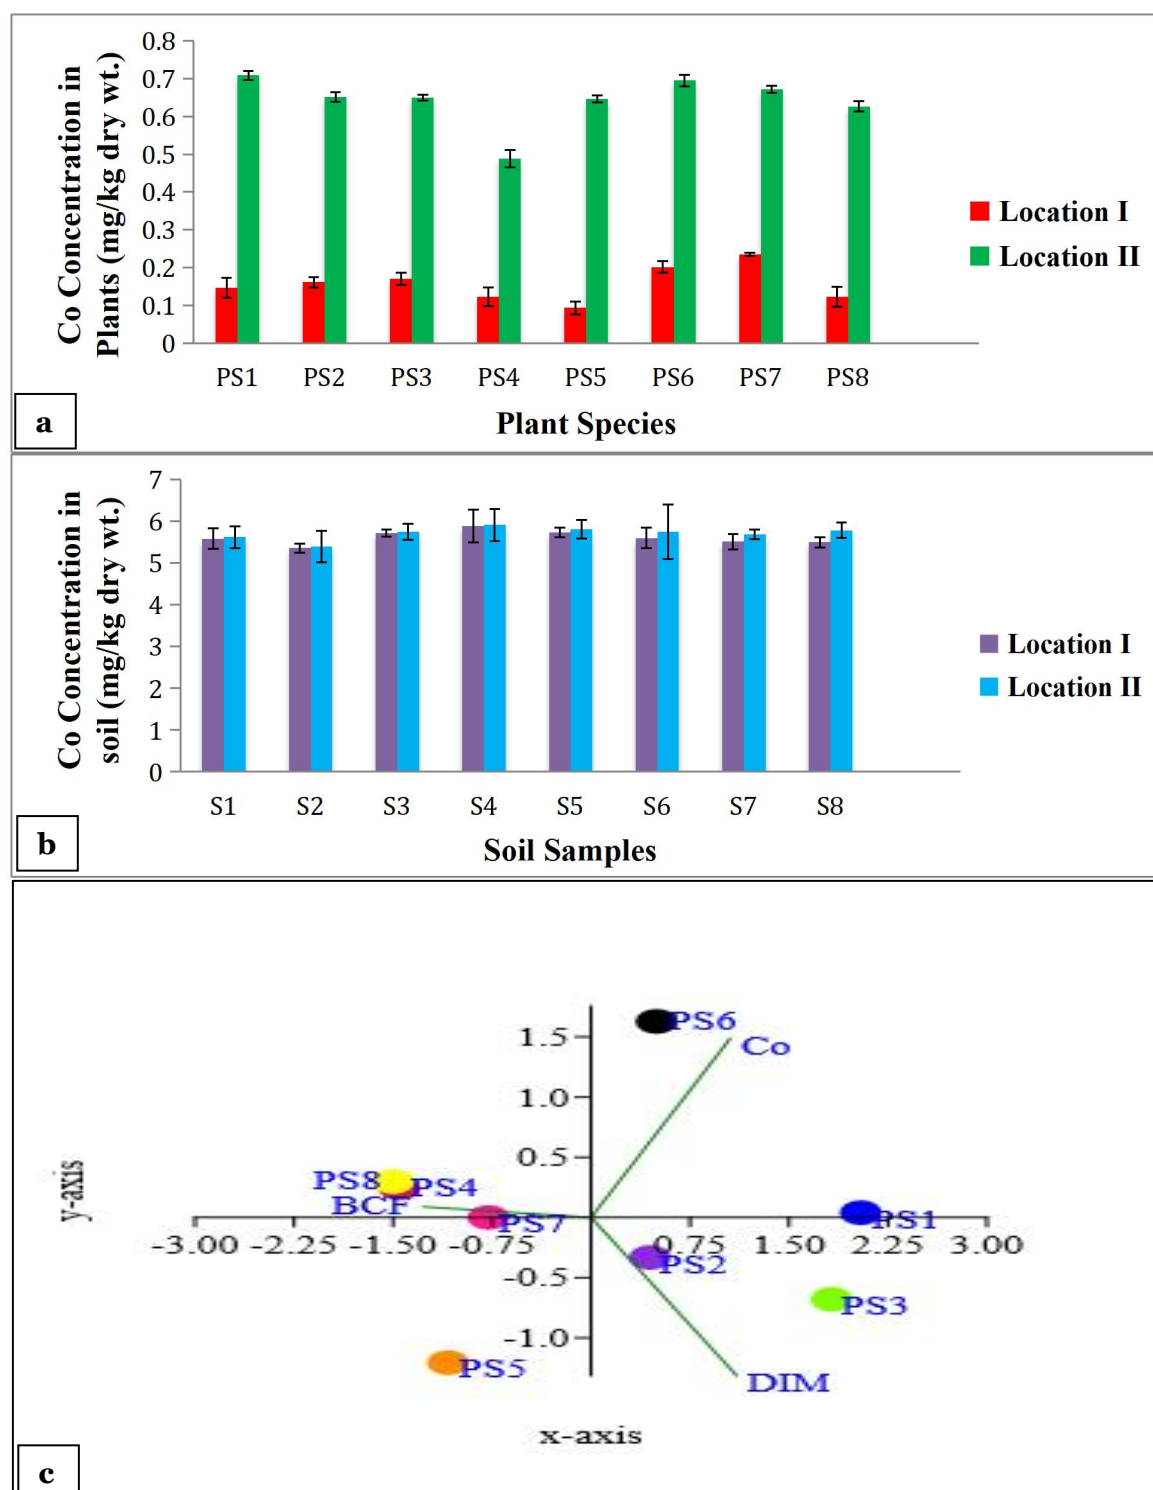 Co Concentration in
Plants (mg/kg dry wt.)
0.8
0.7
0.6
0.5
0.4
0.3
0.2
0.1
0
PS1 PS2 PS3 PS4 PS5 PS6 PS7 PS8
Plant Species
Location I
Location II
a
Co Concentration in
soil (mg/kg dry wt.)
7
6
5
4
3
2
1
0
S1 S2 S3 S4 S5 S6 S7 S8
Soil Samples
Location I
Location II
b
y-axis
PS6
1.5
Co
1.0
0.5
PS8 PS4
BCF
PS7 PS1
-3.00 -2.25 -1.50 -0.75 0.75 1.50 2.25 3.00
PS2
-0.5
PS3
-1.0
PS5
DIM
x-axis
c